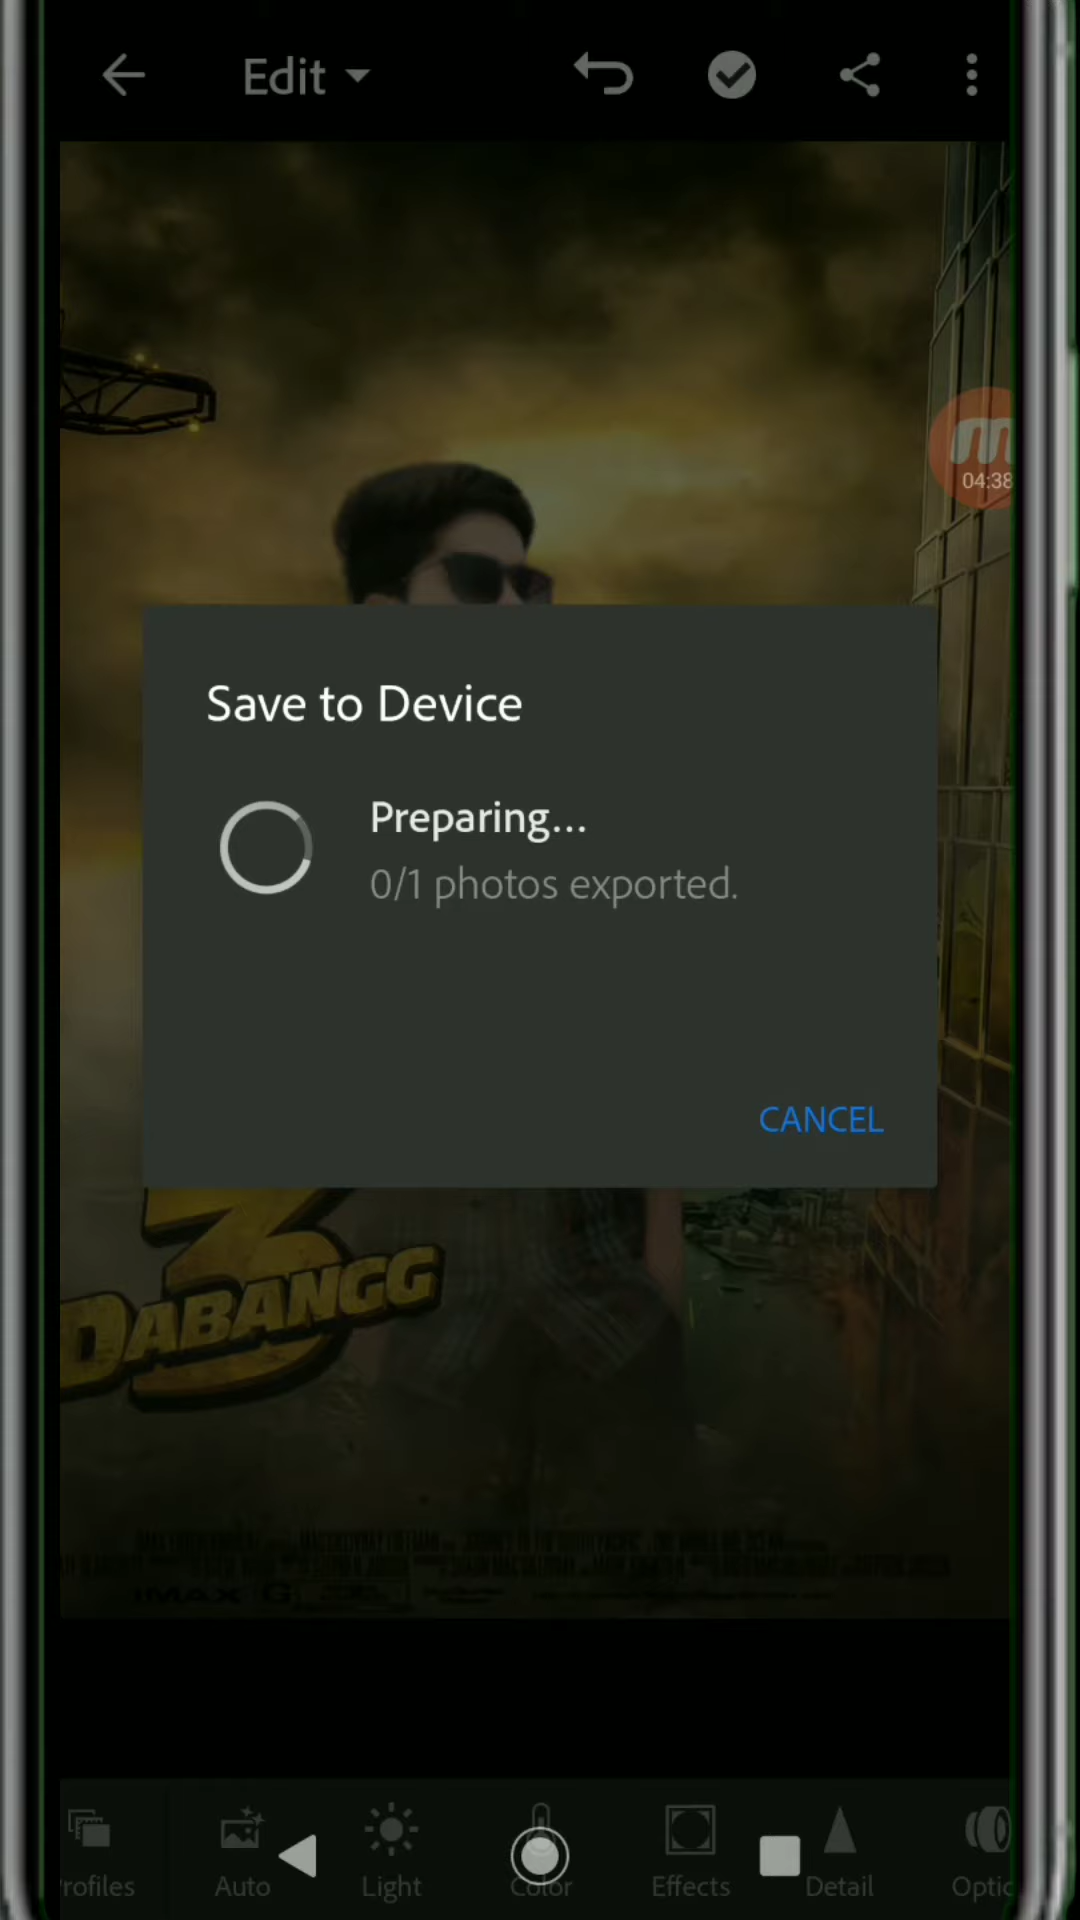 Edit
04:38
Save to Device
Preparing...
0/1 photos exported.
CANCEL
3
DABANGG
IMAX G
rofiles
Auto
Light
Color
Effects
Detail
Optic